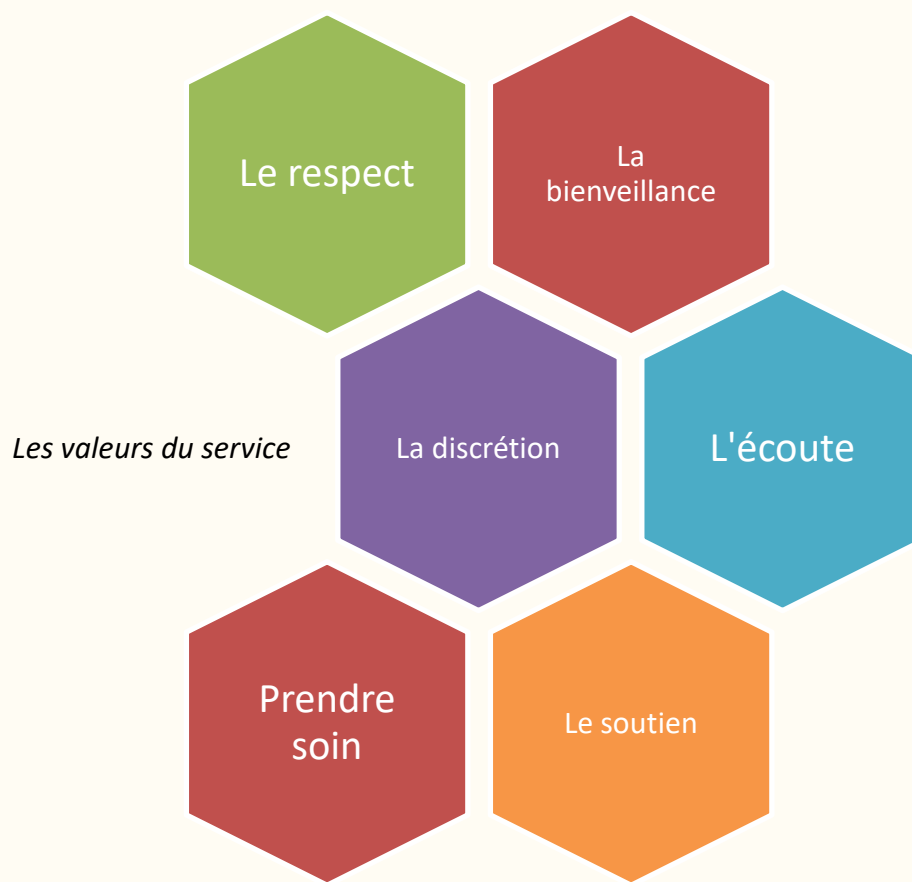 Le respect
La
bienveillance
Les valeurs du service
La discrétion
L'écoute
Prendre
soin
Le soutien